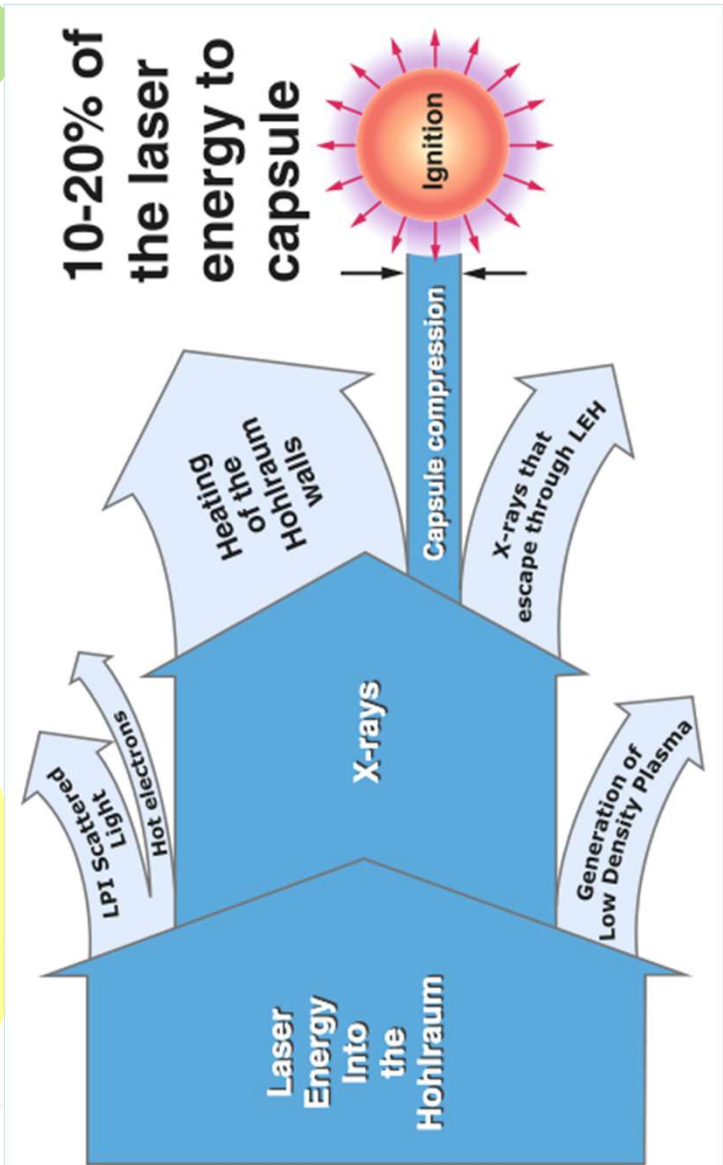 10-20% of
the laser
energy to
capsule
Ignition
Capsule compression
Heating
of the
Hohlraum
walls
X-rays that
escape through LEH
X-rays
LPI Scattered
Light
Hot electrons
Generation of
Low Density Plasma
Laser
Energy
Into
the
Hohlraum